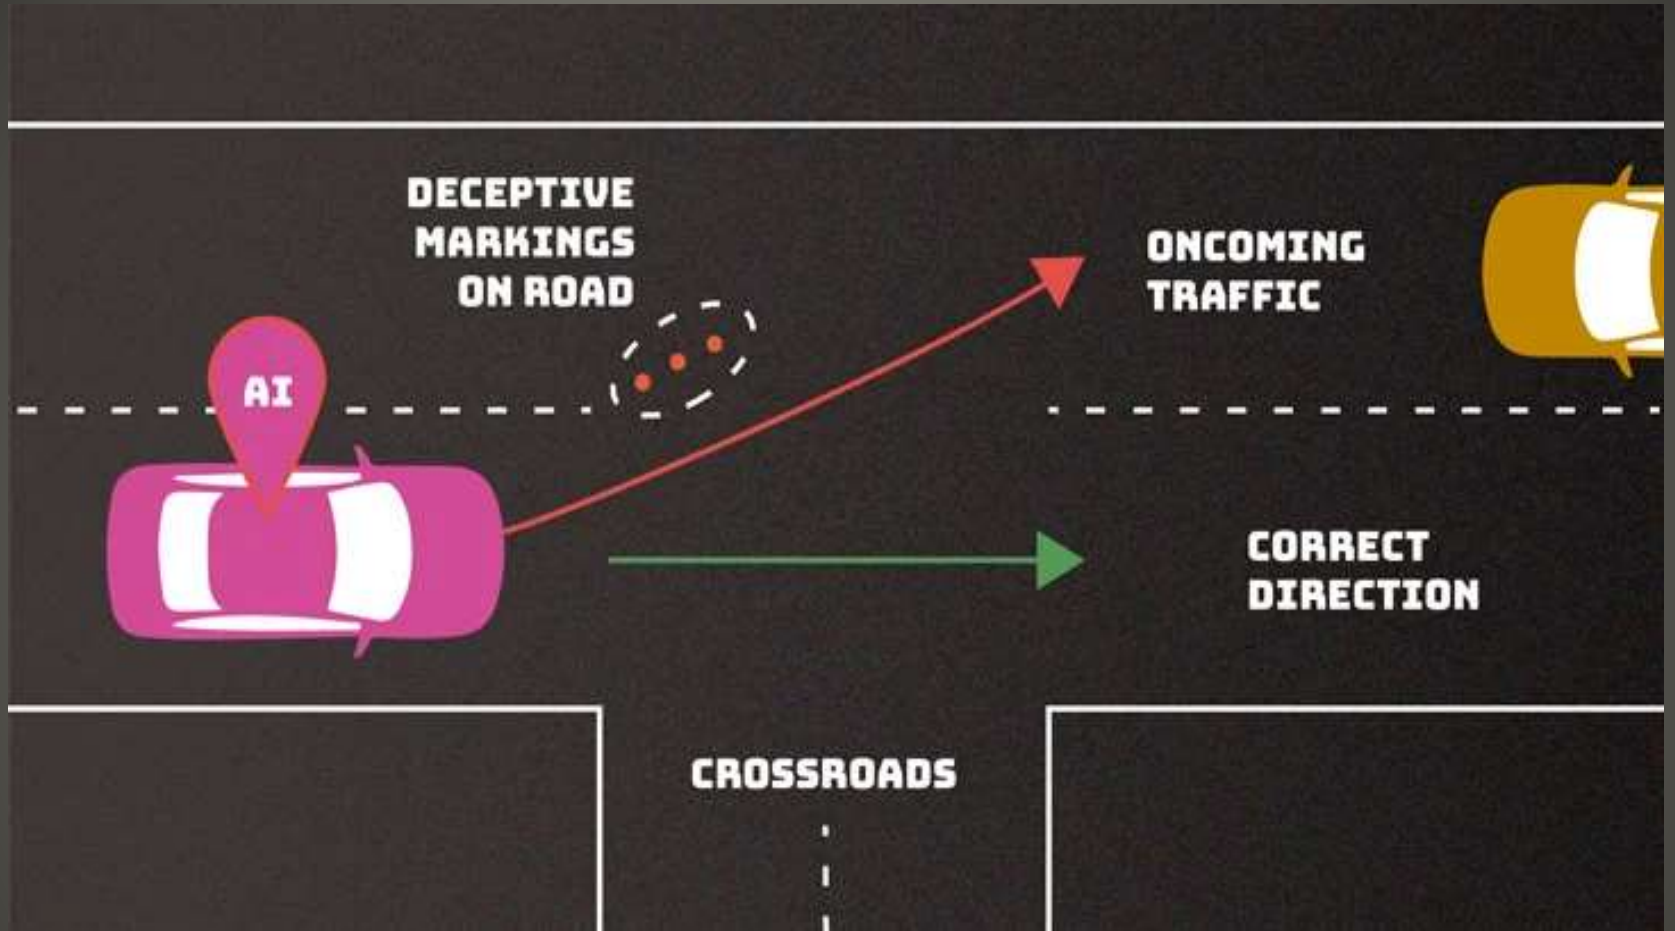 DECEPTIVE
MARKINGS
ON ROAD
AI
ONCOMING
TRAFFIC
CORRECT
DIRECTION
CROSSROADS